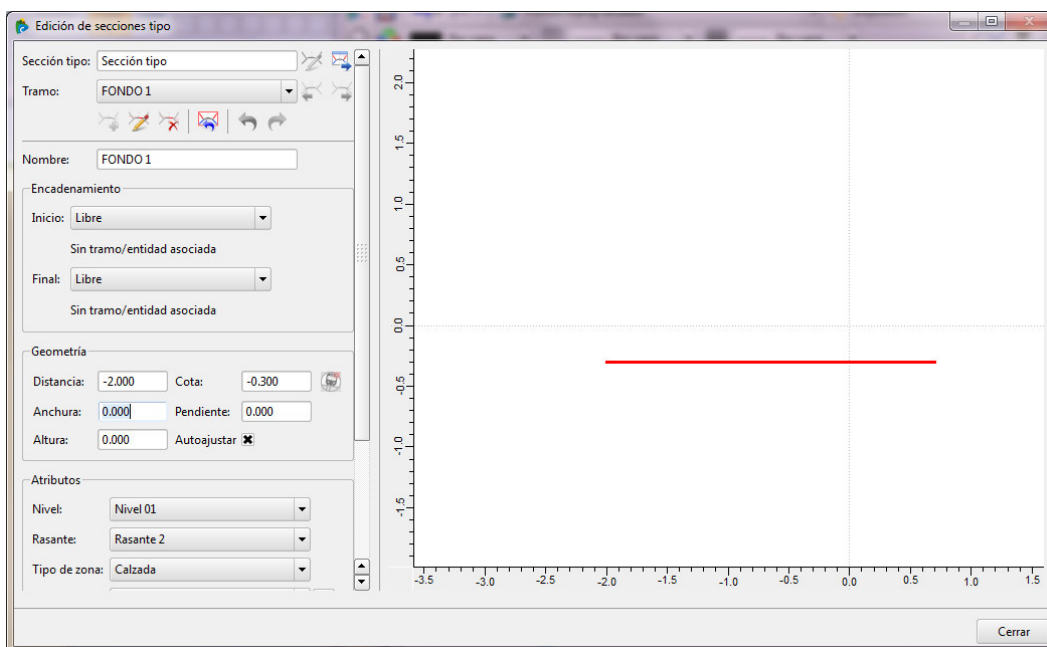 Edición de secciones tipo
Sección tipo: Sección tipo
Tramo: FONDO 1
Nombre: FONDO 1
Encadenamiento
Inicio: Libre
Sin tramo/entidad asociada
Final: Libre
Sin tramo/entidad asociada
Geometría
Distancia: -2.000 Cota: -0.300
Anchura: 0.000 Pendiente: 0.000
Altura: 0.000 Autoajustar
Atributos
Nivel: Nivel 01
Rasante: Rasante 2
Tipo de zona: Calzada
2.0
1.5
1.0
0.5
0.0
-0.5
-1.0
-1.5
-3.5 -3.0 -2.5 -2.0 -1.5 -1.0 -0.5 0.0 0.5 1.0 1.5
Cerrar